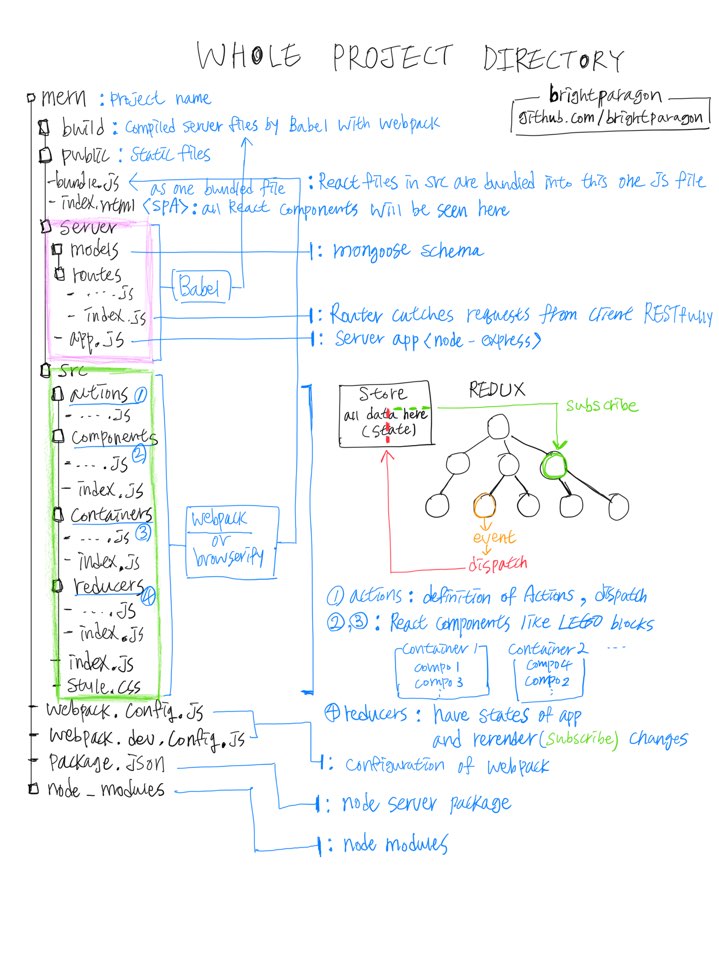 WHOLE PROJECT DIRECTORY
brightparagon
github.com/brightparagon
mern : Project name
build : Compiled server files by Babel with webpack
public : Static files
- bundle.js
as one bundled file
: React files in src are bundled into this one JS file
- index.html <SPA> : all React components will be seen here
server
models
: mongoose schema
routes
- .....js
Babel
- index.js
: Router catches requests from client RESTfully
- app.js
: Server app <node-express>
src
actions ①
- .....js
components
②
- .....js
- index.js
containers
- .....js ③
- index.js
reducers
④
- .....js
- index.js
- index.js
- style.css
webpack
or
browserify
Store
all data here
(state)
REDUX
subscribe
event
dispatch
① actions : definition of Actions, dispatch
②,③ : React components like LEGO blocks
container 1
compo 1
compo 3
:
container 2
compo 4
compo 2
:
...
④ reducers : have states of app
and rerender(subscribe) changes
- webpack.config.js
- webpack.dev.config.js
: configuration of webpack
- package.json
: node server package
node_modules
: node modules